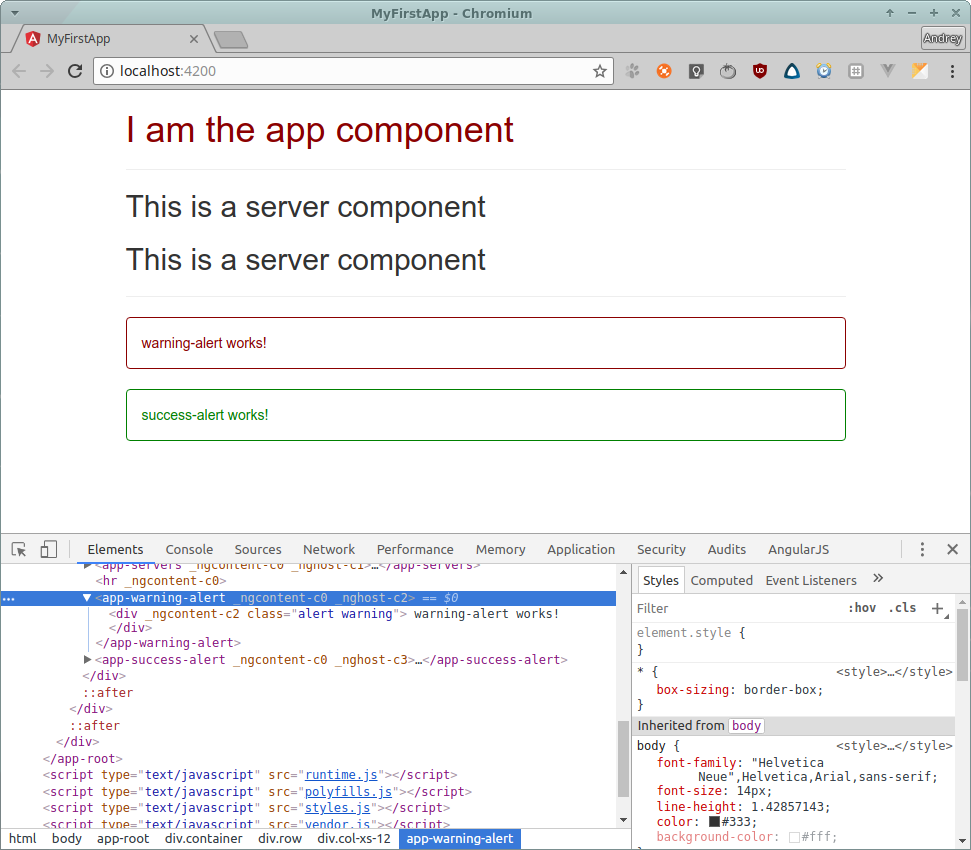 MyFirstApp - Chromium
MyFirstApp
Andrey
localhost:4200
I am the app component
This is a server component
This is a server component
warning-alert works!
success-alert works!
Elements Console Sources Network Performance Memory Application Security Audits AngularJS
<app-servers _ngcontent-c0 _nghost-c1>…</app-servers>
<hr _ngcontent-c0>
<app-warning-alert _ngcontent-c0 _nghost-c2> == $0
<div _ngcontent-c2 class="alert warning"> warning-alert works!
</div>
</app-warning-alert>
<app-success-alert _ngcontent-c0 _nghost-c3>…</app-success-alert>
</div>
::after
</div>
::after
</div>
</app-root>
<script type="text/javascript" src="runtime.js"></script>
<script type="text/javascript" src="polyfills.js"></script>
<script type="text/javascript" src="styles.js"></script>
<script type="text/javascript" src="vendor.js"></script>
html body app-root div.container div.row div.col-xs-12 app-warning-alert
Styles Computed Event Listeners »
Filter :hov .cls +
element.style {
}
* { <style>…</style>
box-sizing: border-box;
}
Inherited from body
body { <style>…</style>
font-family: "Helvetica
Neue",Helvetica,Arial,sans-serif;
font-size: 14px;
line-height: 1.42857143;
color: #333;
background-color: #fff;